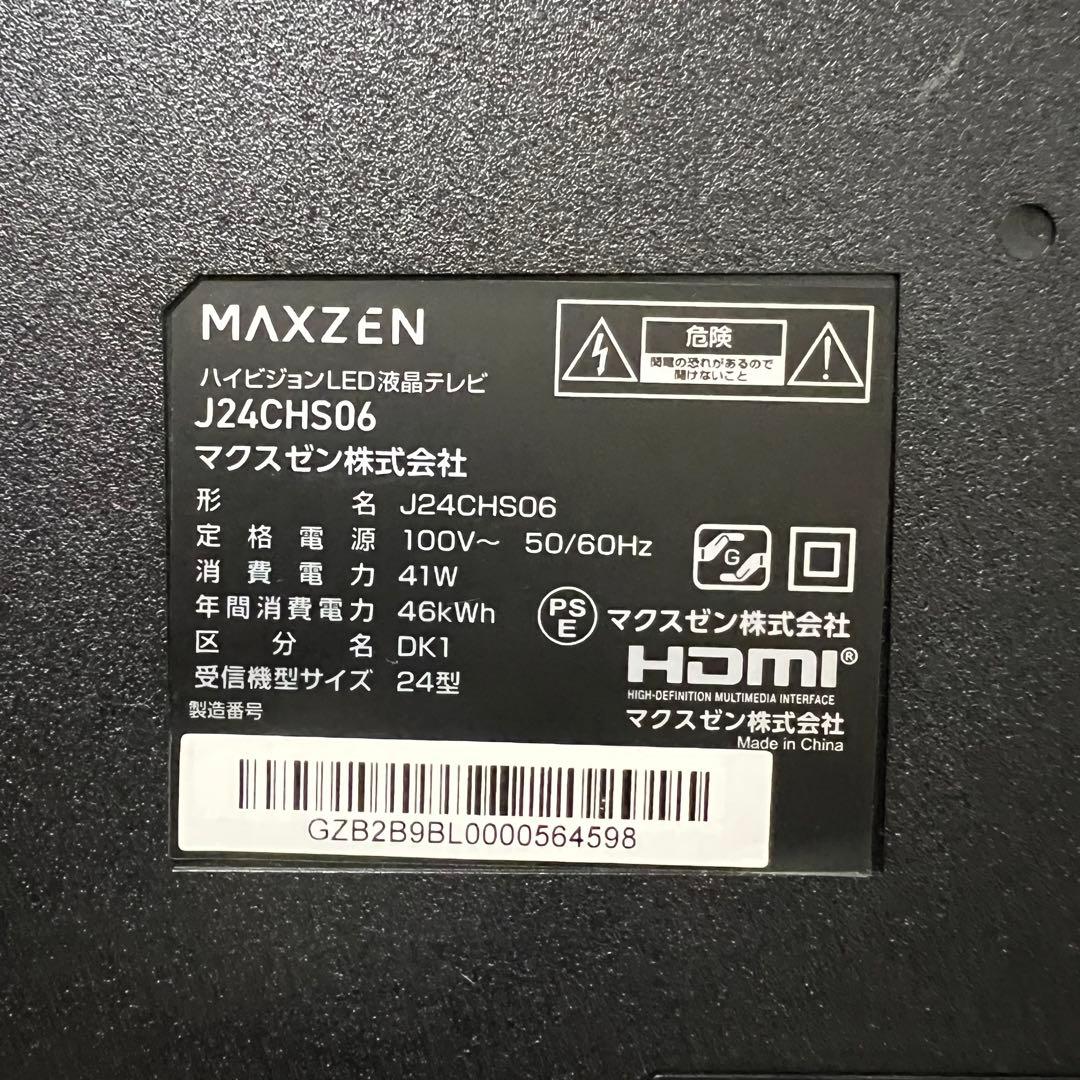 MAXZEN
ハイビジョンLED液晶テレビ
J24CHS06
マクスゼン株式会社
危険
関電の恐れがあるので
開けないこと
形名 J24CHS06
定格電源 100V〜 50/60Hz
消費電力 41W
年間消費電力 46kWh
区分名 DK1
受信機型サイズ 24型
製造番号
G
PS
E
マクスゼン株式会社
HDMI®
HIGH-DEFINITION MULTIMEDIA INTERFACE
マクスゼン株式会社
Made in China
GZB2B9BL0000564598